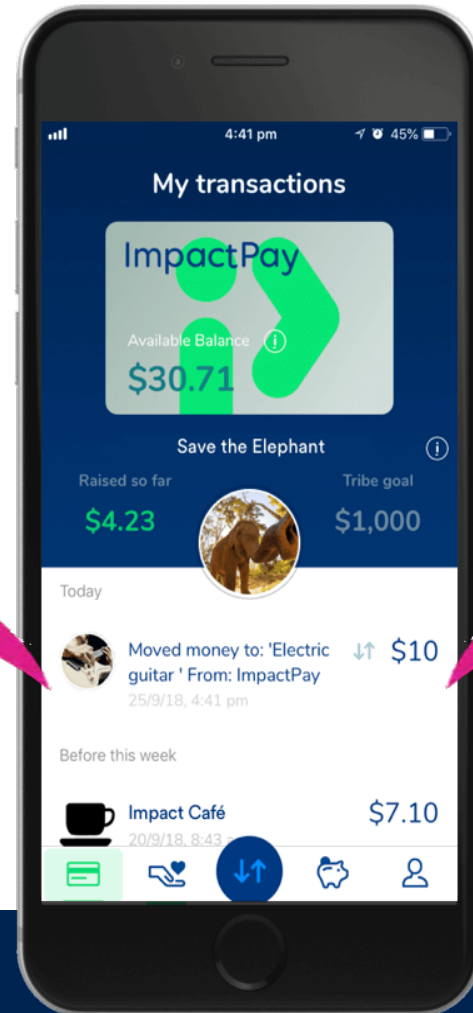 4:41 pm
45%
My transactions
ImpactPay
Available Balance
$30.71
Save the Elephant
Raised so far
Tribe goal
$4.23
$1,000
Today
Moved money to: 'Electric
$10
guitar ' From: ImpactPay
25/9/18, 4:41 pm
Before this week
Impact Café
$7.10
20/9/18, 8:43